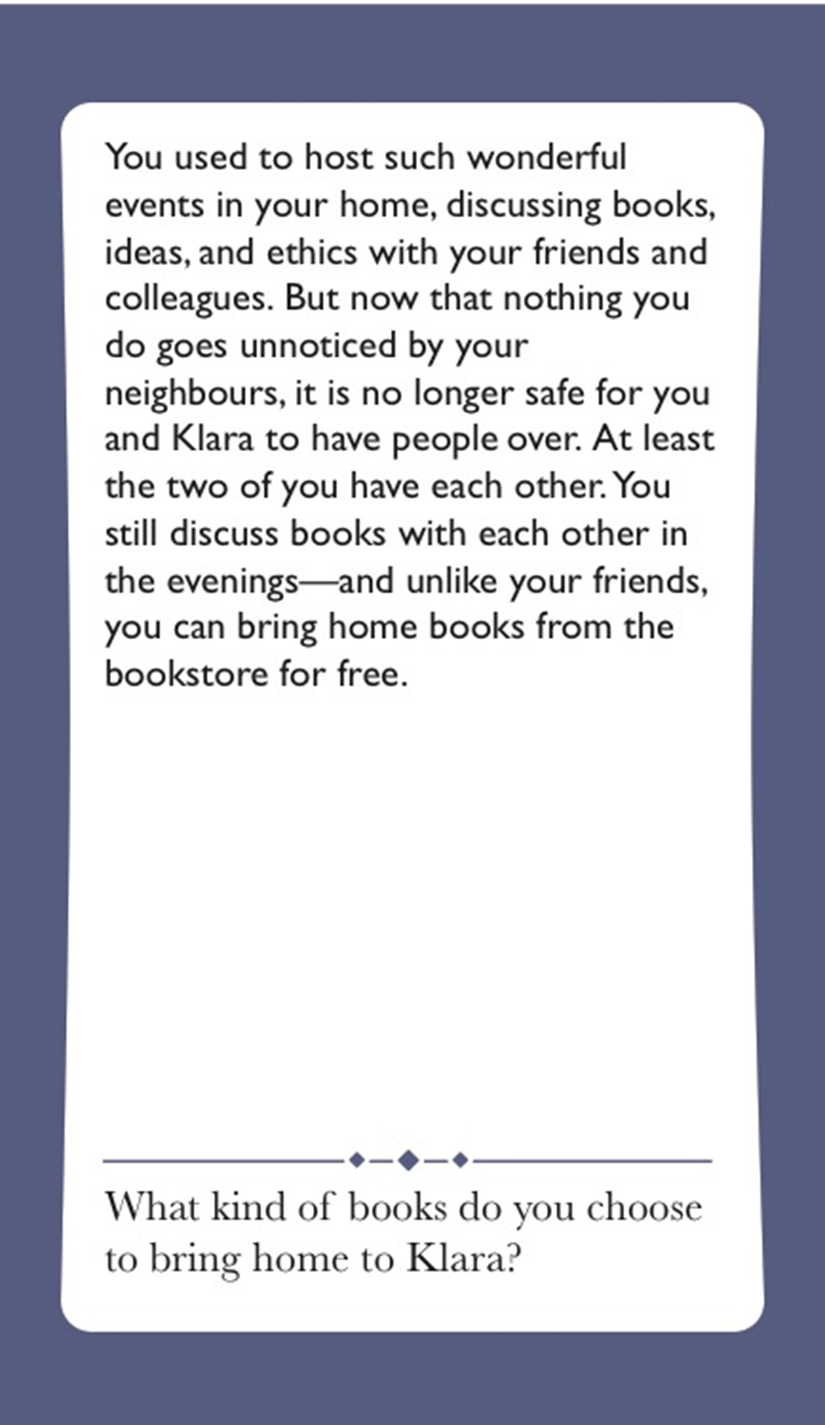 You used to host such wonderful
events in your home, discussing books,
ideas, and ethics with your friends and
colleagues. But now that nothing you
do goes unnoticed by your
neighbours, it is no longer safe for you
and Klara to have people over. At least
the two of you have each other. You
still discuss books with each other in
the evenings—and unlike your friends,
you can bring home books from the
bookstore for free.
What kind of books do you choose
to bring home to Klara?